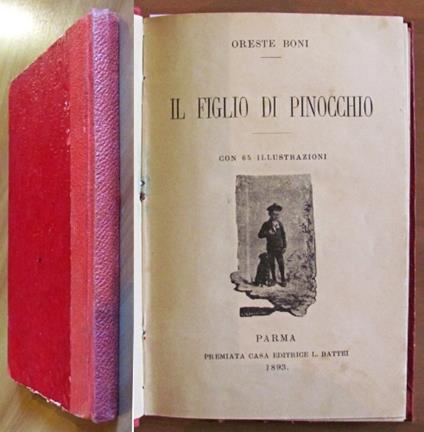 ORESTE BONI
IL FIGLIO DI PINOCCHIO
CON 65 ILLUSTRAZIONI
PARMA
PREMIATA CASA EDITRICE L. BATTEI
1893.